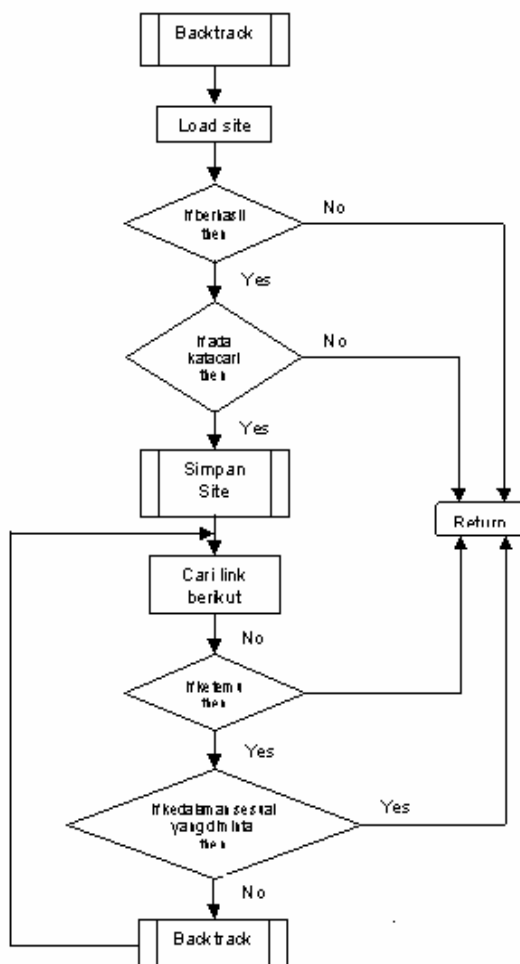 Backtrack
Load site
If berhasil
then
No
Yes
If ada
katacari
then
No
Yes
Simpan
Site
Return
Cari link
berikut
No
If ketemu
then
Yes
If kedalaman sesuai
yang diminta
then
Yes
No
Backtrack